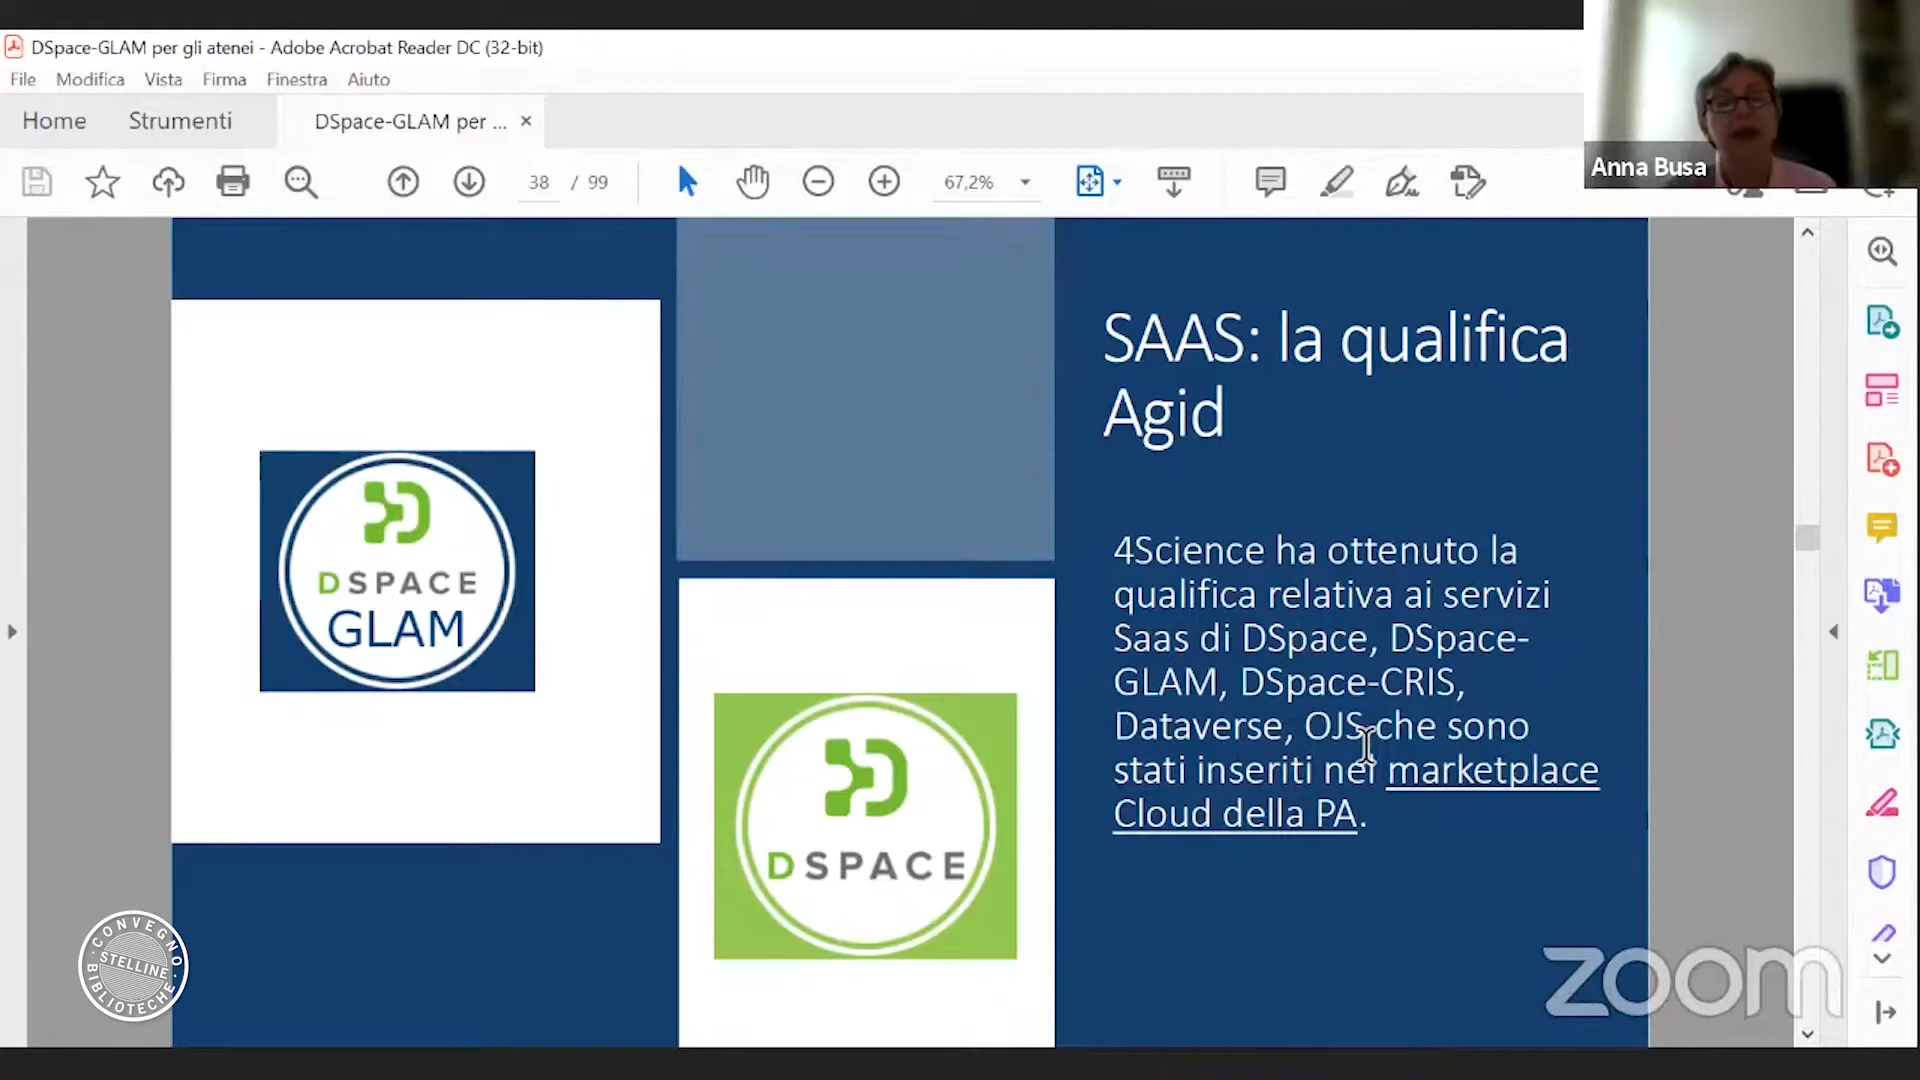 DSpace-GLAM per gli atenei - Adobe Acrobat Reader DC (32-bit)
File Modifica Vista Firma Finestra Aiuto
Home Strumenti DSpace-GLAM per ... ×
38 / 99 67,2%
Anna Busa
SAAS: la qualifica
Agid
4Science ha ottenuto la
qualifica relativa ai servizi
Saas di DSpace, DSpace-
GLAM, DSpace-CRIS,
Dataverse, OJS che sono
stati inseriti nel marketplace
Cloud della PA.
DSPACE
GLAM
DSPACE
CONVEGNO
STELLINE
BIBLIOTECHE
zoom